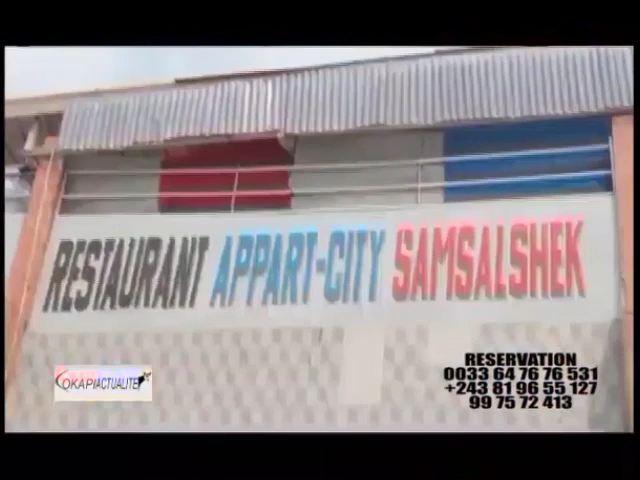 RESTAURANT APPART-CITY SAMSALSHEK
OKAPIACTUALITE
RESERVATION
0033 64 76 76 531
+243 81 96 55 127
99 75 72 413